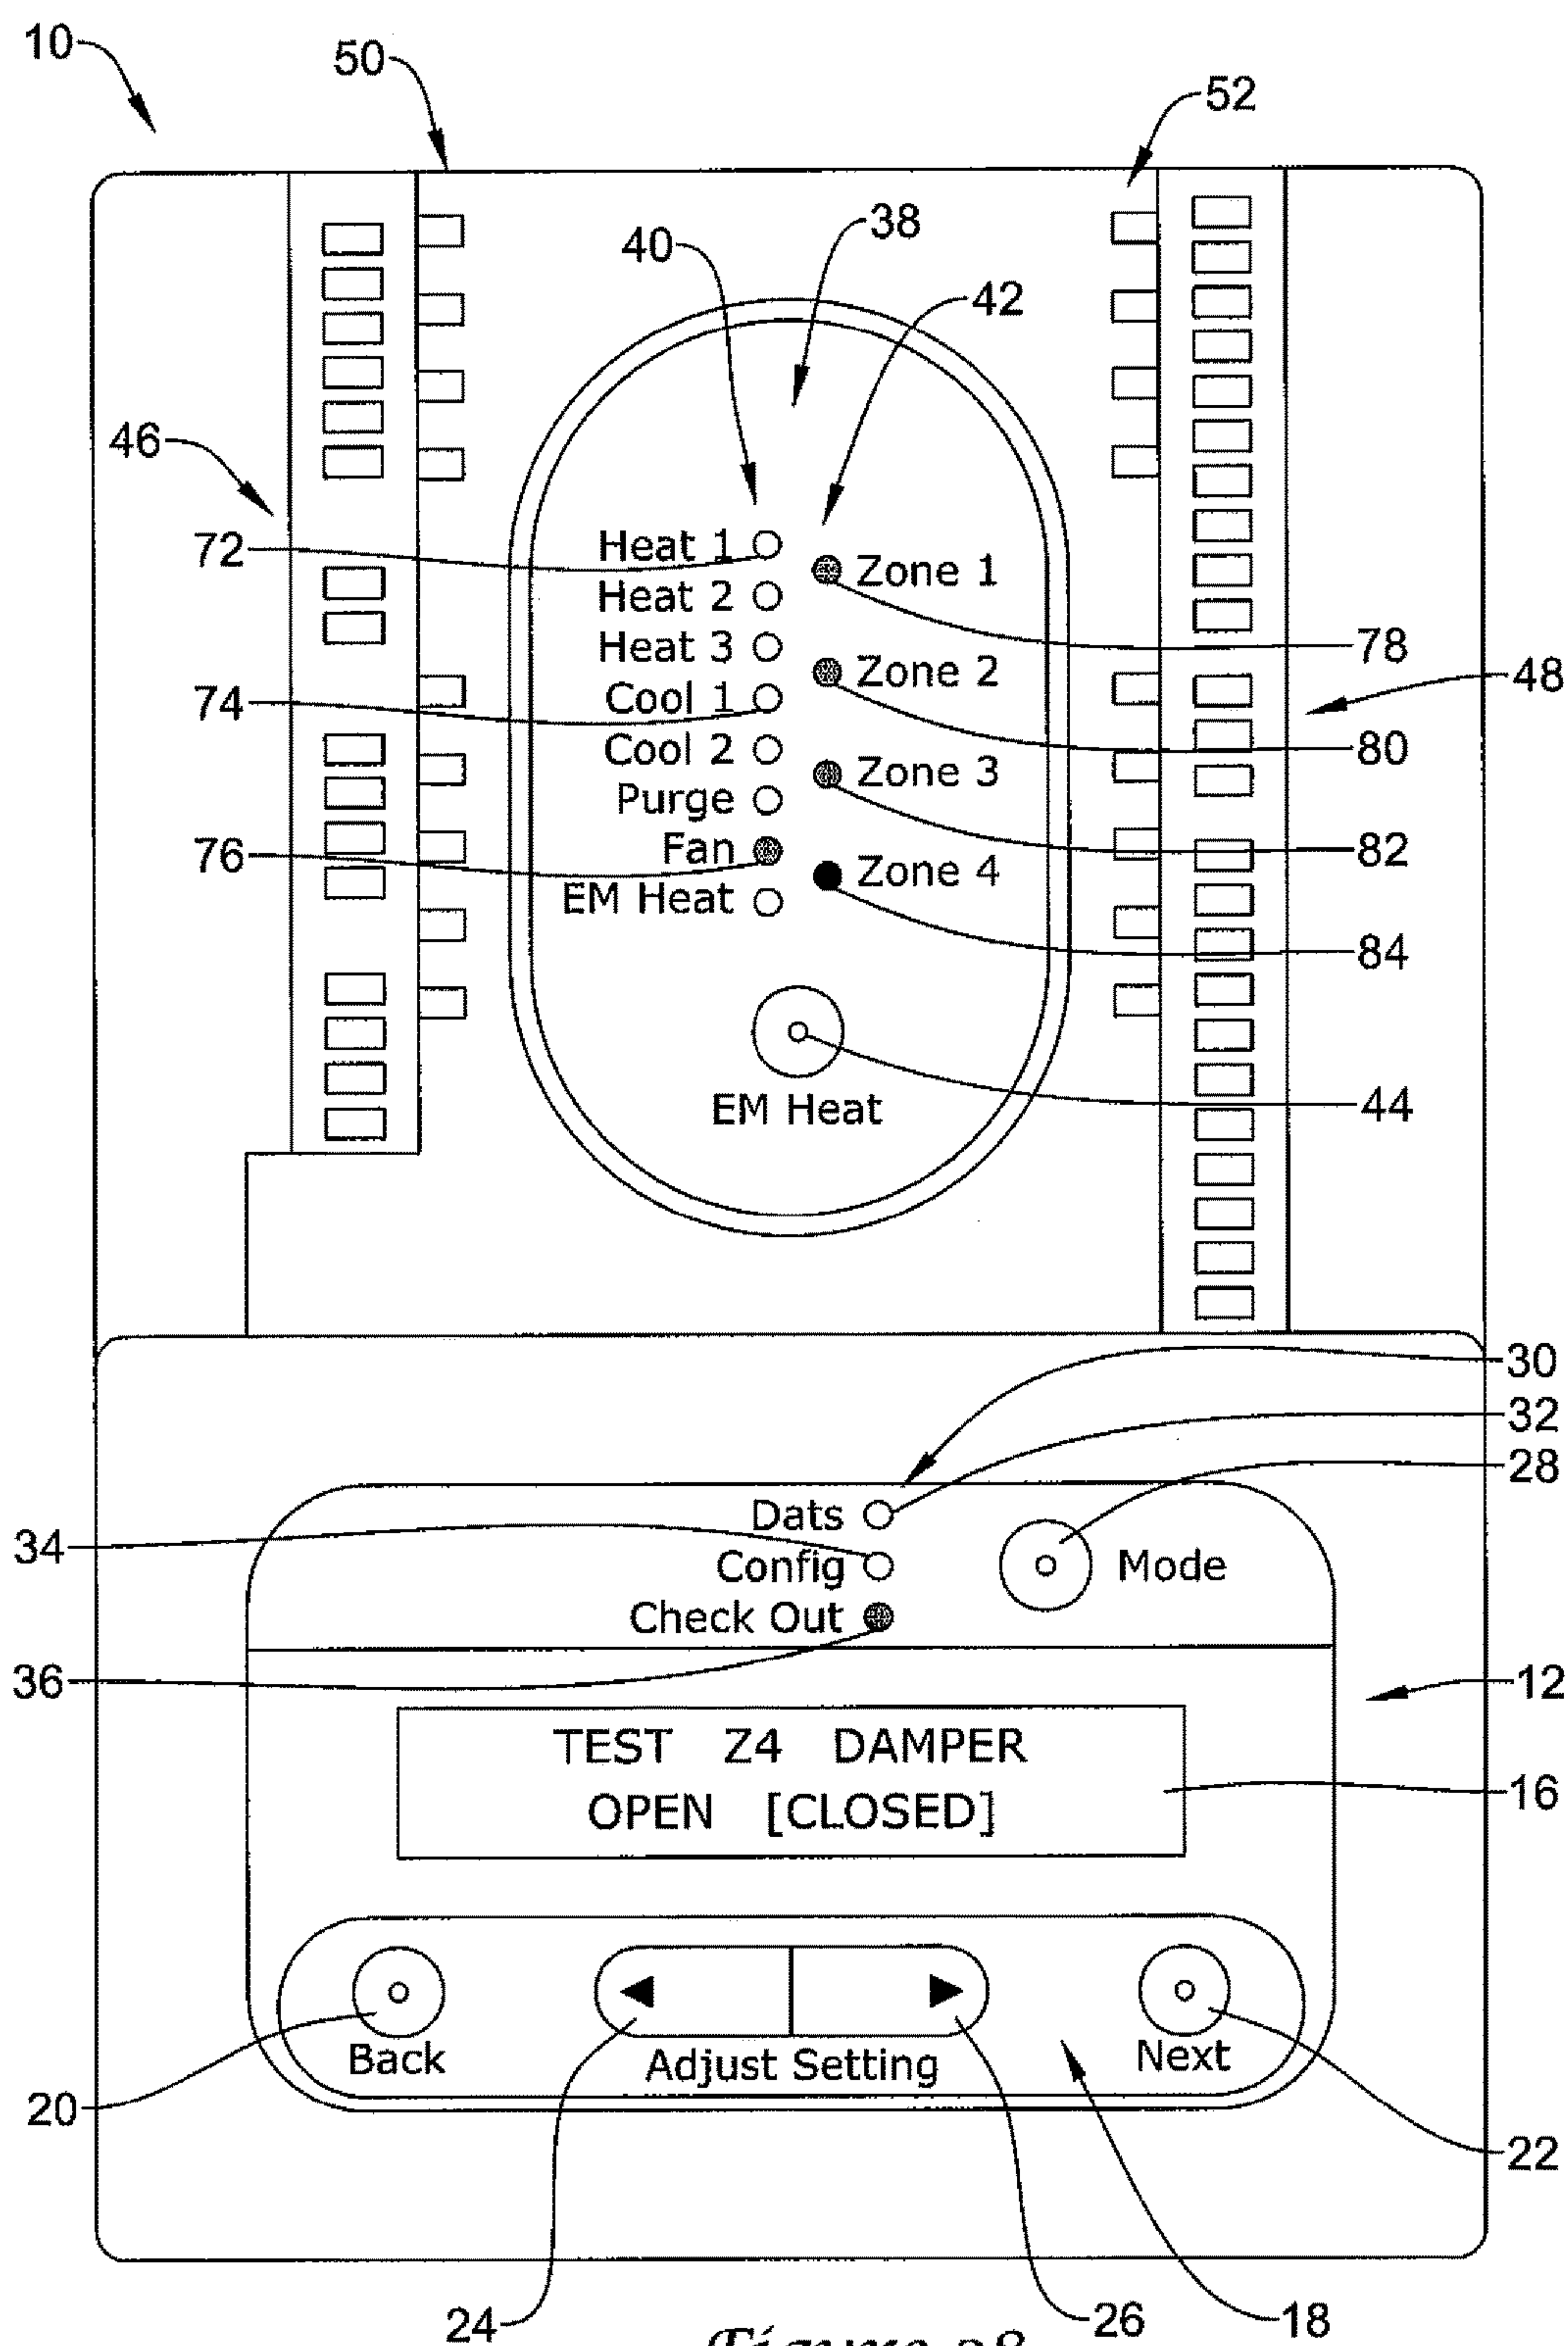 10
50
52
38
40
42
46
72
Heat 1
Zone 1
Heat 2
78
Heat 3
Zone 2
48
74
Cool 1
80
Cool 2
Zone 3
Purge
76
Fan
82
Zone 4
EM Heat
84
44
EM Heat
30
32
28
Dats
34
Config
Mode
Check Out
36
12
TEST Z4 DAMPER
OPEN [CLOSED]
16
Back
Adjust Setting
Next
20
22
24
26
18